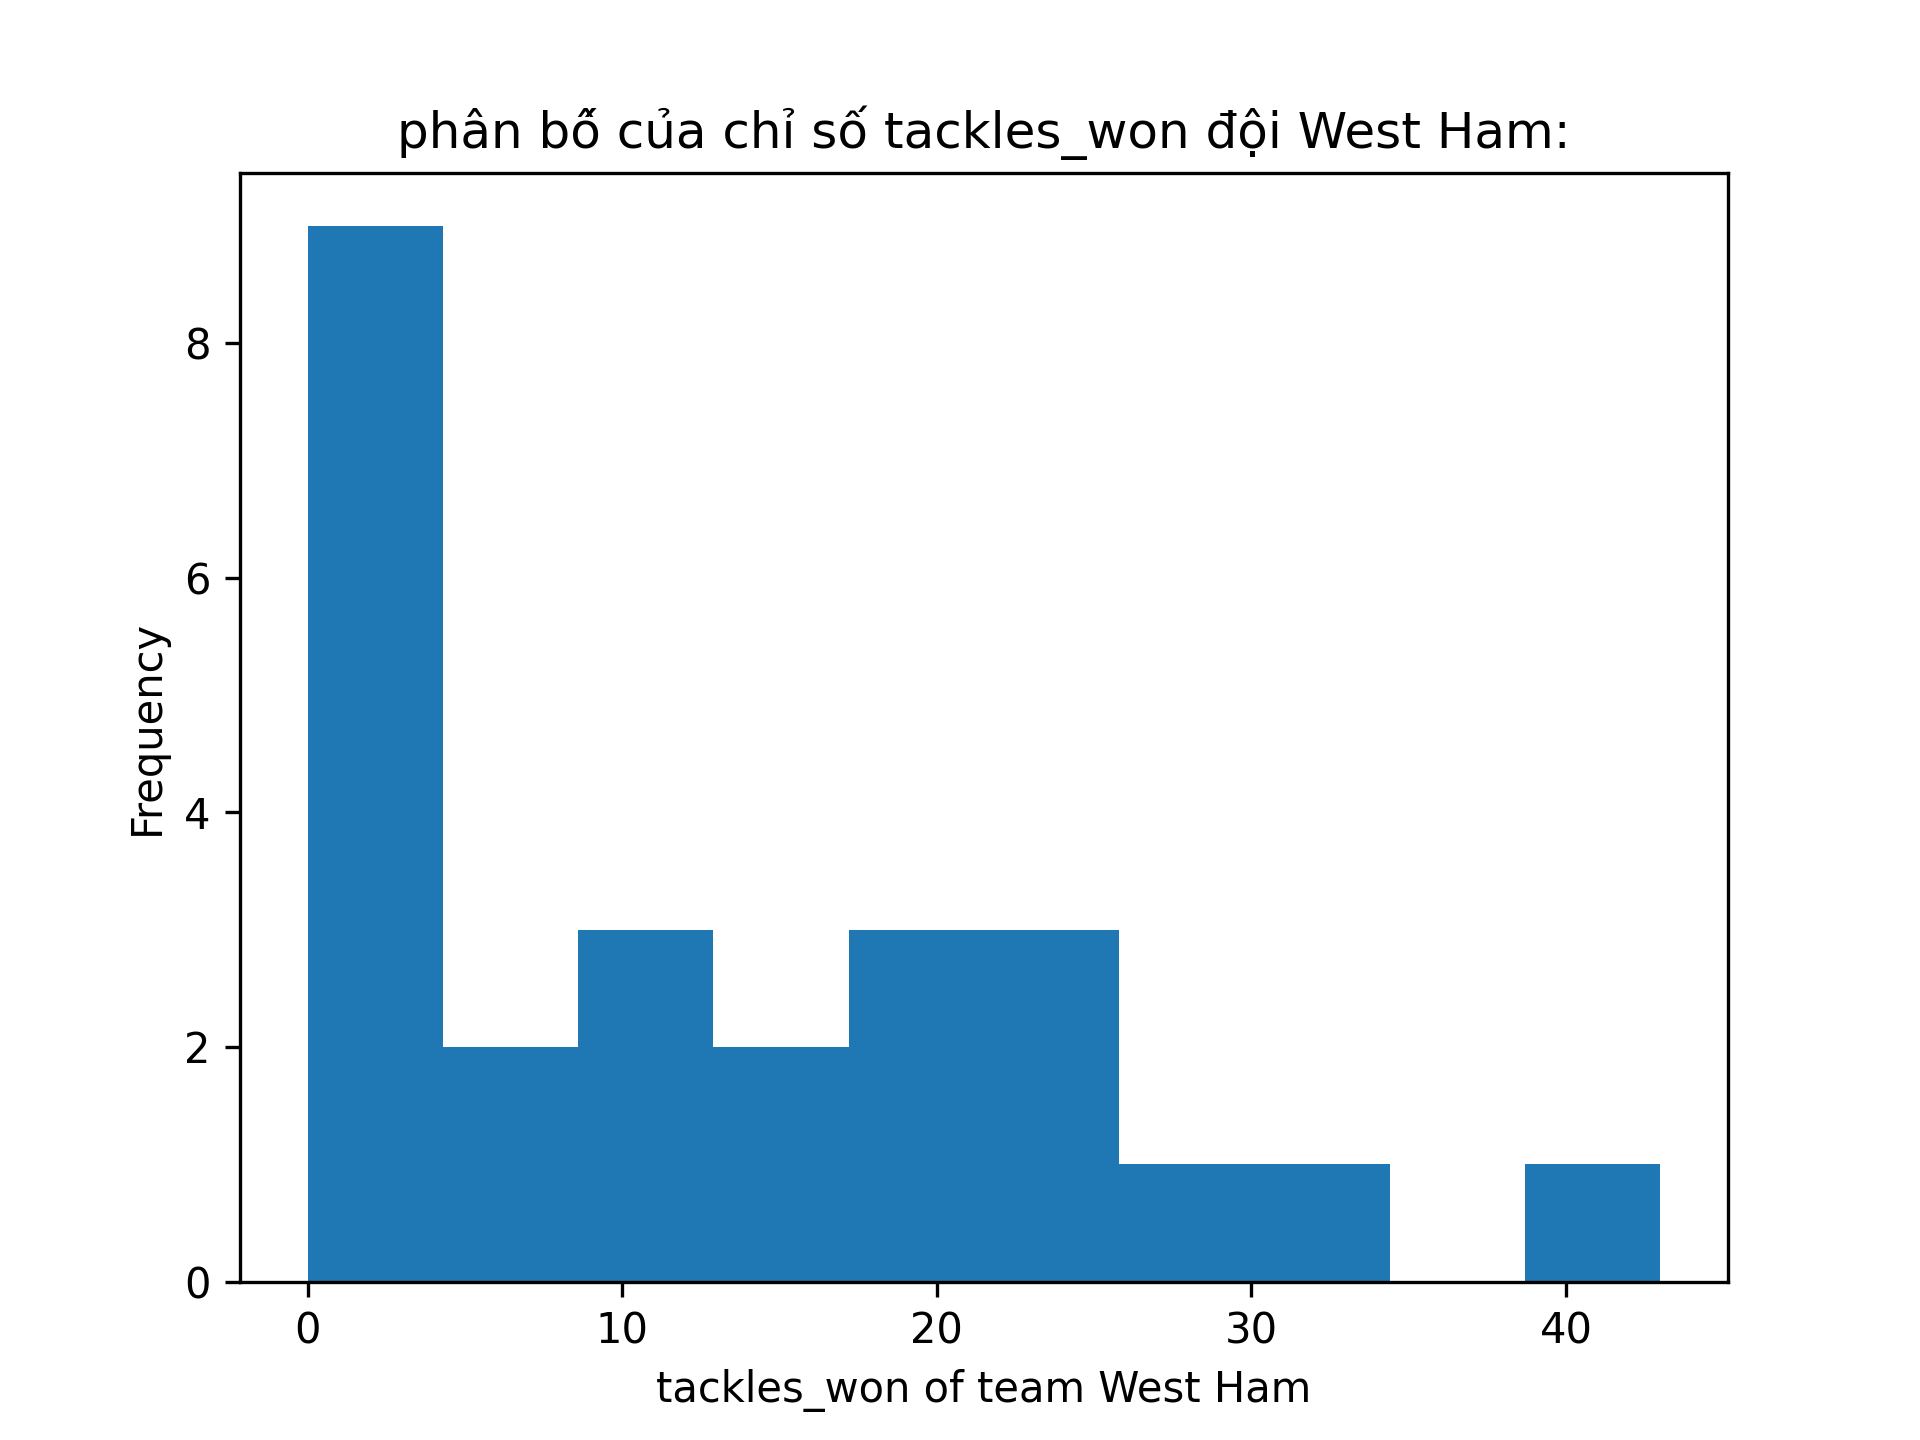 phân bố của chỉ số tackles_won đội West Ham:
8
6
4
2
0
Frequency
0 10 20 30 40
tackles_won of team West Ham